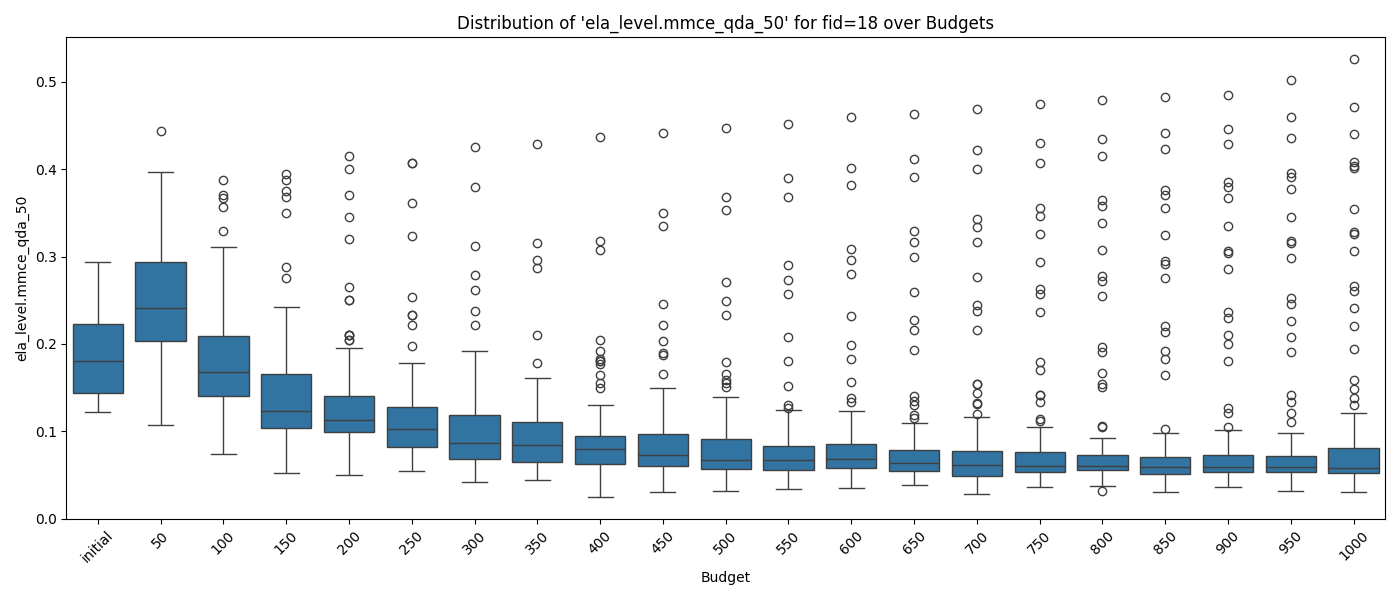 Distribution of 'ela_level.mmce_qda_50' for fid=18 over Budgets
ela_level.mmce_qda_50
0.5
0.4
0.3
0.2
0.1
0.0
initial 50 100 150 200 250 300 350 400 450 500 550 600 650 700 750 800 850 900 950 1000
Budget